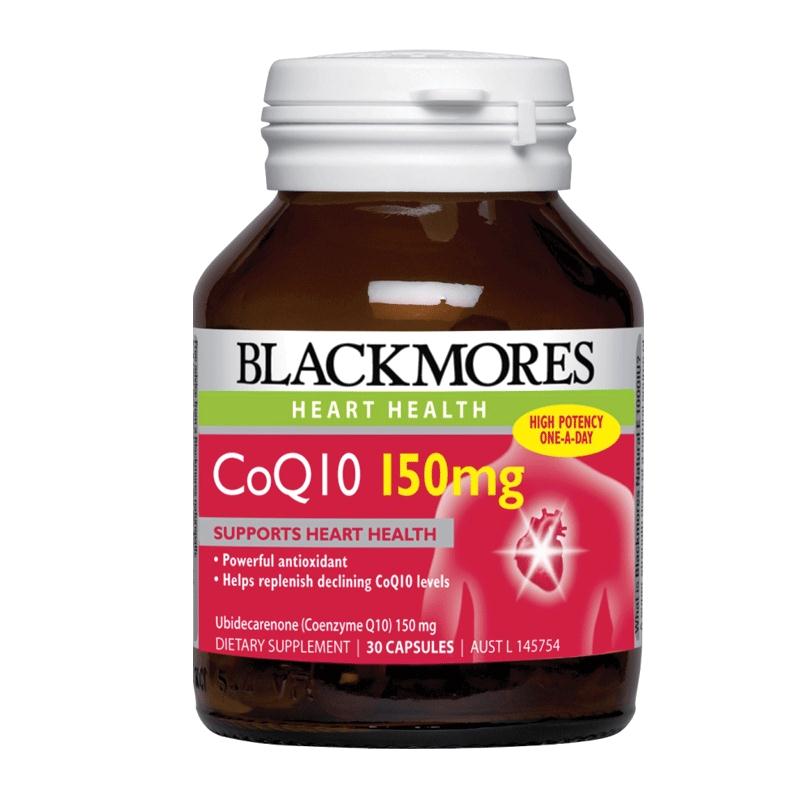 BLACKMORES
HEART HEALTH
HIGH POTENCY
ONE-A-DAY
CoQ10 150mg
SUPPORTS HEART HEALTH
• Powerful antioxidant
• Helps replenish declining CoQ10 levels
Ubidecarenone (Coenzyme Q10) 150 mg
DIETARY SUPPLEMENT | 30 CAPSULES | AUST L 145754